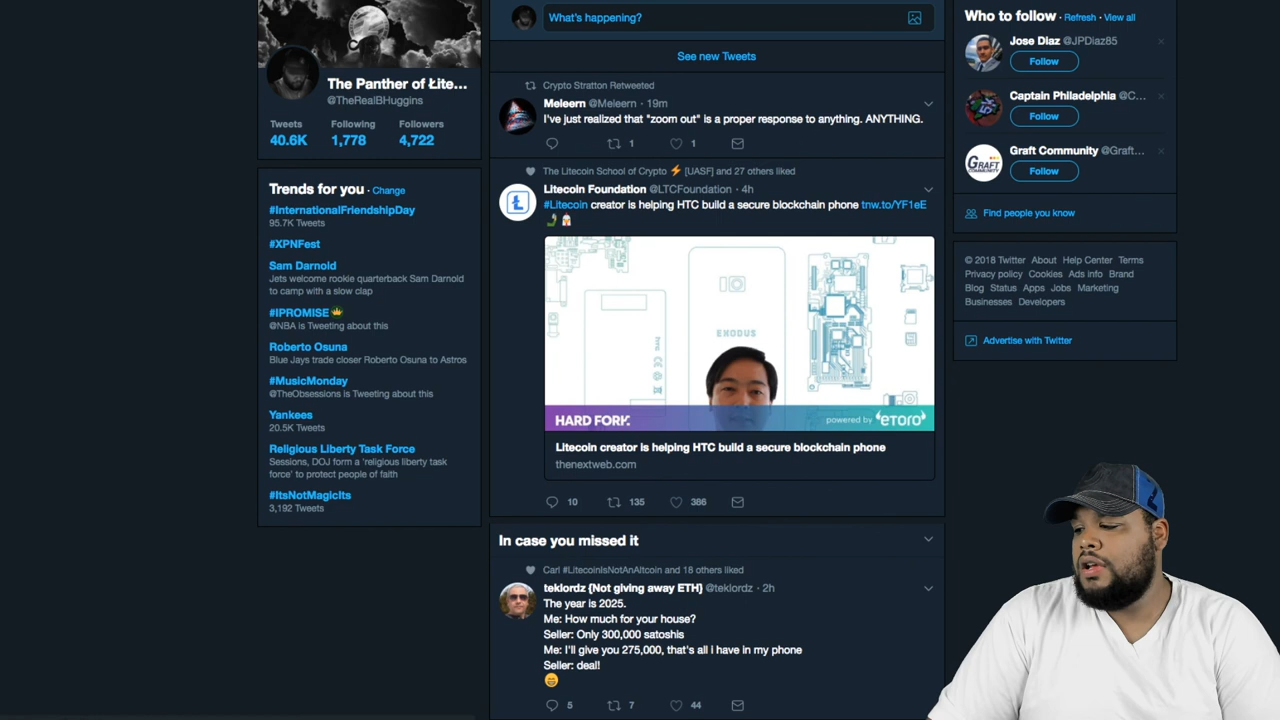 The Panther of Łite...
@TheRealBHuggins
Tweets Following Followers
40.6K 1,778 4,722
Trends for you · Change
#InternationalFriendshipDay
95.7K Tweets
#XPNFest
Sam Darnold
Jets welcome rookie quarterback Sam Darnold
to camp with a slow clap
#IPROMISE
@NBA is Tweeting about this
Roberto Osuna
Blue Jays trade closer Roberto Osuna to Astros
#MusicMonday
@TheObsessions is Tweeting about this
Yankees
20.5K Tweets
Religious Liberty Task Force
Sessions, DOJ form a 'religious liberty task
force' to protect people of faith
#ItsNotMagicIts
3,192 Tweets
What's happening?
See new Tweets
Crypto Stratton Retweeted
Meleern @Meleern · 19m
I've just realized that "zoom out" is a proper response to anything. ANYTHING.
1 1
The Litecoin School of Crypto ⚡ [UASF] and 27 others liked
Litecoin Foundation @LTCFoundation · 4h
#Litecoin creator is helping HTC build a secure blockchain phone tnw.to/YF1eE
EXODUS
htc
HARD FORK.
powered by eToro
Litecoin creator is helping HTC build a secure blockchain phone
thenextweb.com
10 135 386
In case you missed it
Carl #LitecoinIsNotAnAltcoin and 18 others liked
teklordz {Not giving away ETH} @teklordz · 2h
The year is 2025.
Me: How much for your house?
Seller: Only 300,000 satoshis
Me: I'll give you 275,000, that's all i have in my phone
Seller: deal!
😁
5 7 44
Who to follow · Refresh · View all
Jose Diaz @JPDiaz85
Follow
Captain Philadelphia @C...
Follow
GRAFT
COMMUNITY
Graft Community @Graft...
Follow
Find people you know
© 2018 Twitter About Help Center Terms
Privacy policy Cookies Ads info Brand
Blog Status Apps Jobs Marketing
Businesses Developers
Advertise with Twitter